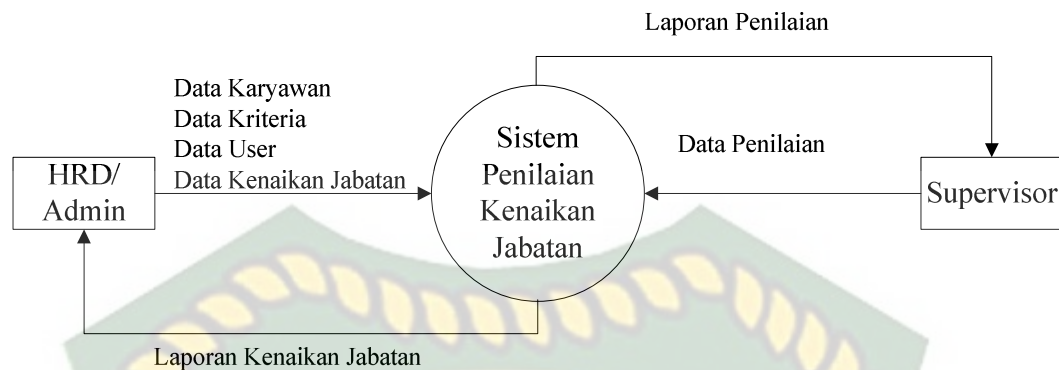 Laporan Penilaian
Data Karyawan
Data Kriteria
Data User
Data Kenaikan Jabatan
HRD/
Admin
Sistem
Penilaian
Kenaikan
Jabatan
Data Penilaian
Supervisor
Laporan Kenaikan Jabatan